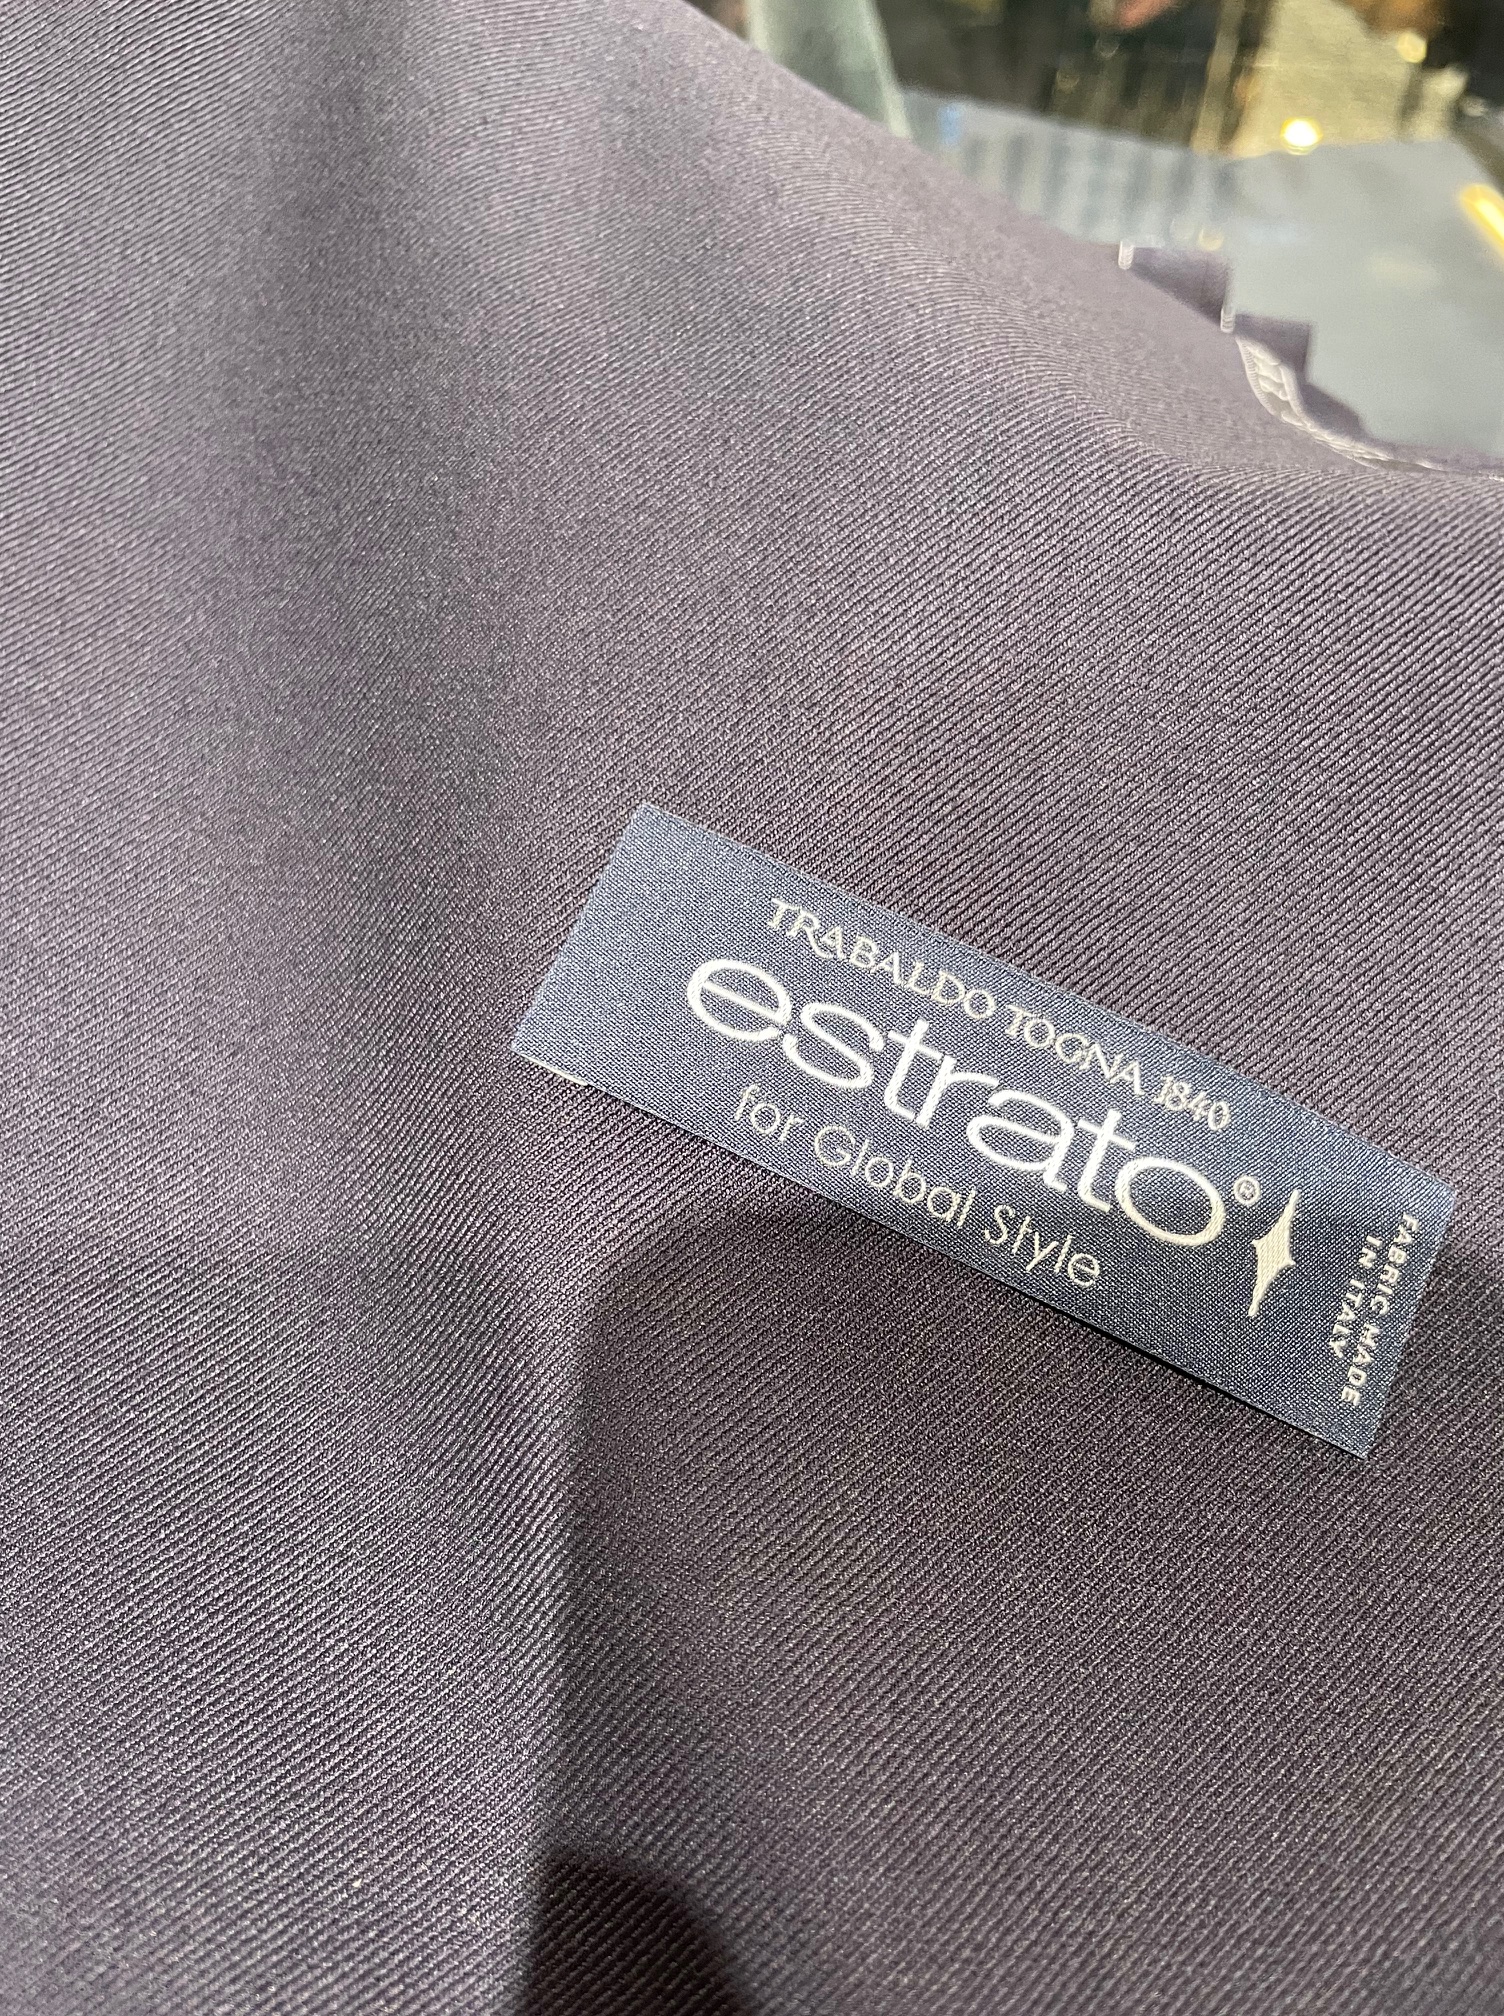 TRABALDO TOGNA 1840
estrato®
for Global Style
FABRIC MADE
IN ITALY